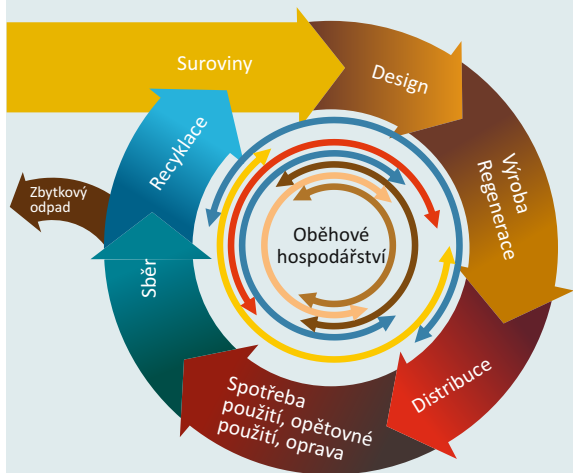 Suroviny
Design
Výroba
Regenerace
Distribuce
Spotřeba
použití, opětovné
použití, oprava
Sběr
Zbytkový
odpad
Recyklace
Oběhové
hospodářství